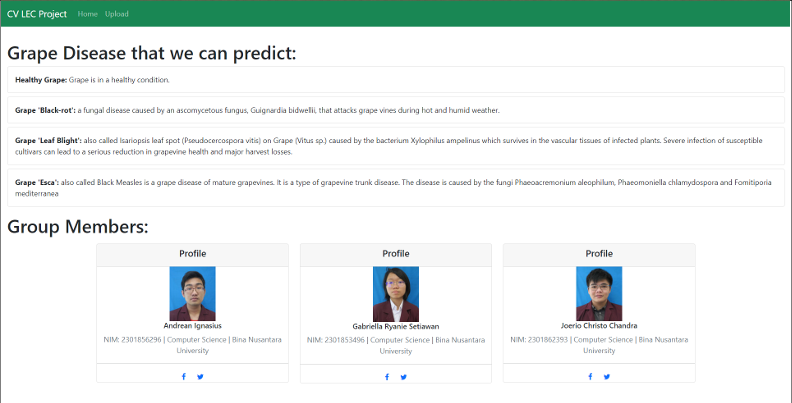 CV LEC Project Home Upload
Grape Disease that we can predict:
Healthy Grape: Grape is in a healthy condition.
Grape 'Black-rot': a fungal disease caused by an ascomycetous fungus, Guignardia bidwellii, that attacks grape vines during hot and humid weather.
Grape 'Leaf Blight': also called Isariopsis leaf spot (Pseudocercospora vitis) on Grape (Vitus sp.) caused by the bacterium Xylophilus ampelinus which survives in the vascular tissues of infected plants. Severe infection of susceptible
cultivars can lead to a serious reduction in grapevine health and major harvest losses.
Grape 'Esca': also called Black Measles is a grape disease of mature grapevines. It is a type of grapevine trunk disease. The disease is caused by the fungi Phaeoacremonium aleophilum, Phaeomoniella chlamydospora and Fomitiporia
mediterranea
Group Members:
Profile
Andrean Ignasius
NIM: 2301856296 | Computer Science | Bina Nusantara
University
Profile
Gabriella Ryanie Setiawan
NIM: 2301853496 | Computer Science | Bina Nusantara
University
Profile
Joerio Christo Chandra
NIM: 2301862393 | Computer Science | Bina Nusantara
University